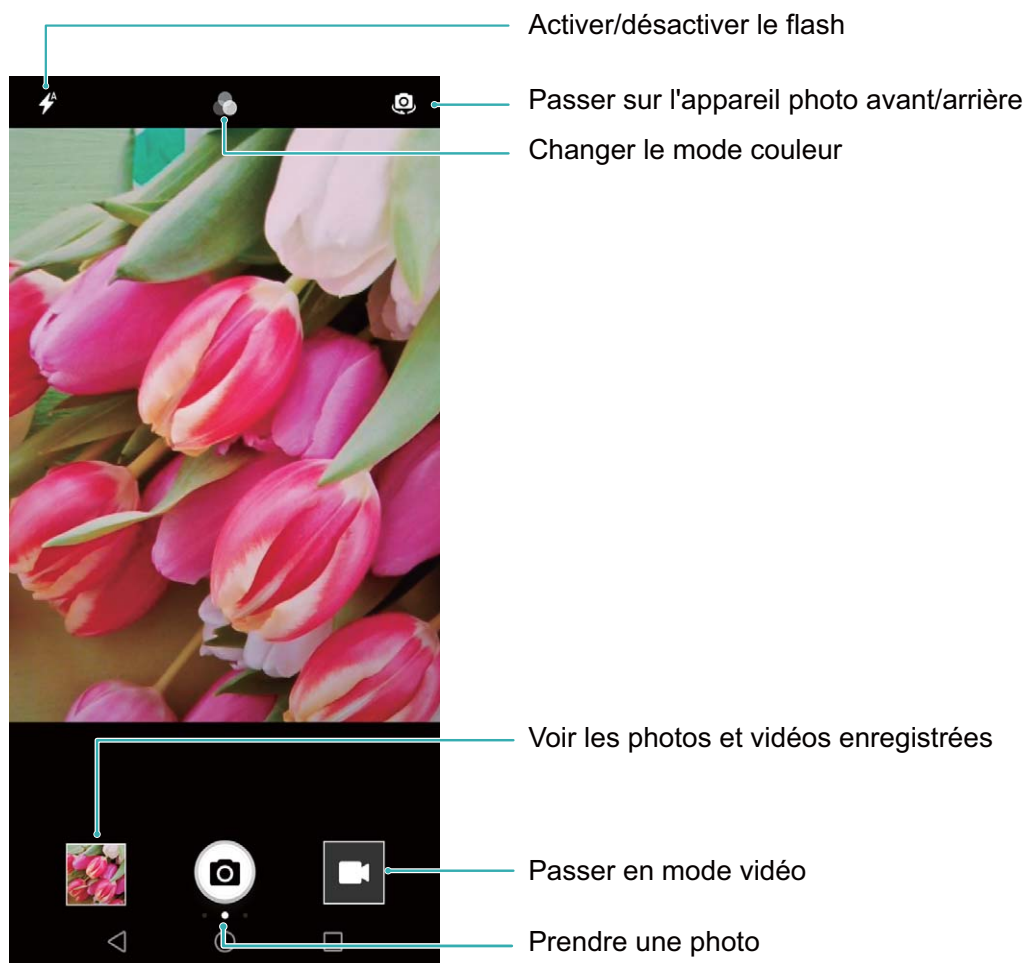 Activer/désactiver le flash
A
Passer sur l'appareil photo avant/arrière
Changer le mode couleur
Voir les photos et vidéos enregistrées
Passer en mode vidéo
Prendre une photo